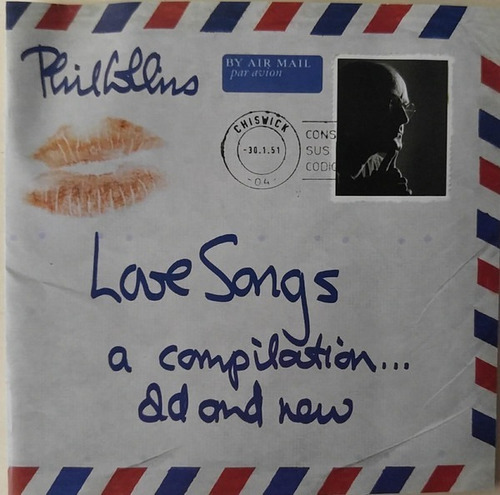 Phil Collins
BY AIR MAIL
par avion
CHISWICK
-30.1.51
-04-
CONS
SUS
CODIC
Love Songs
a compilation...
old and new